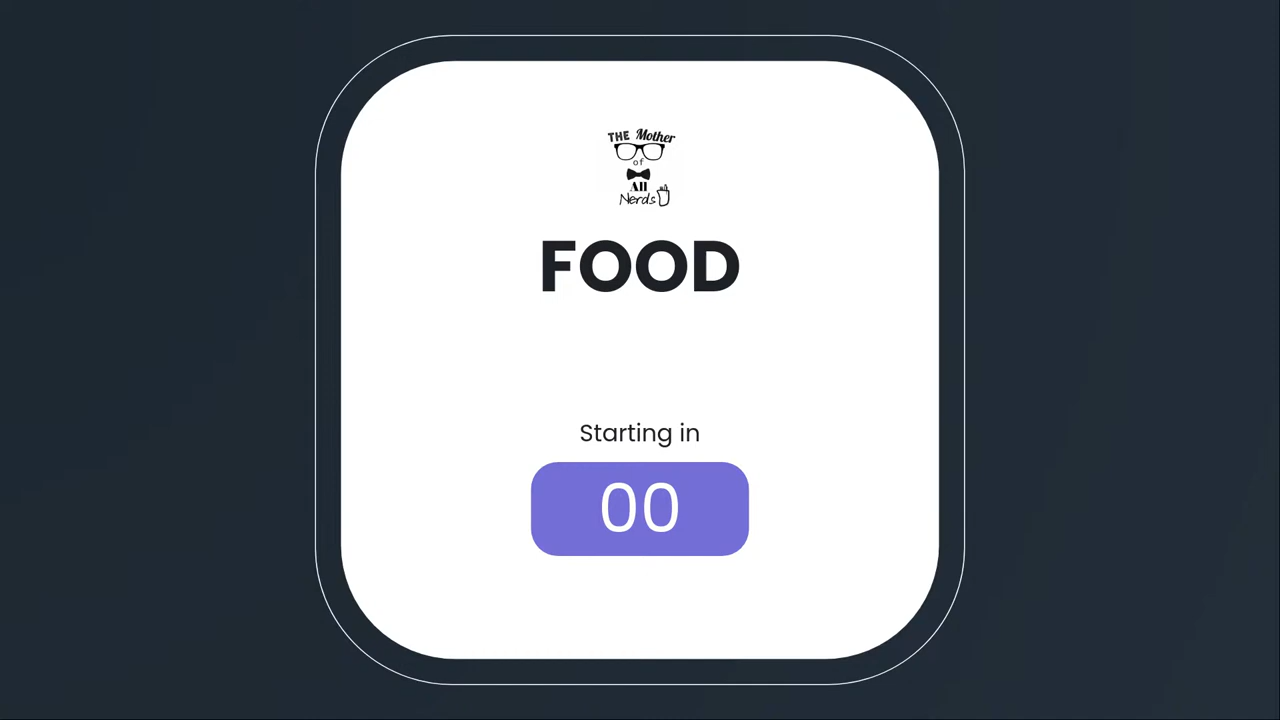 THE Mother
of
All
Nerds
FOOD
Starting in
00